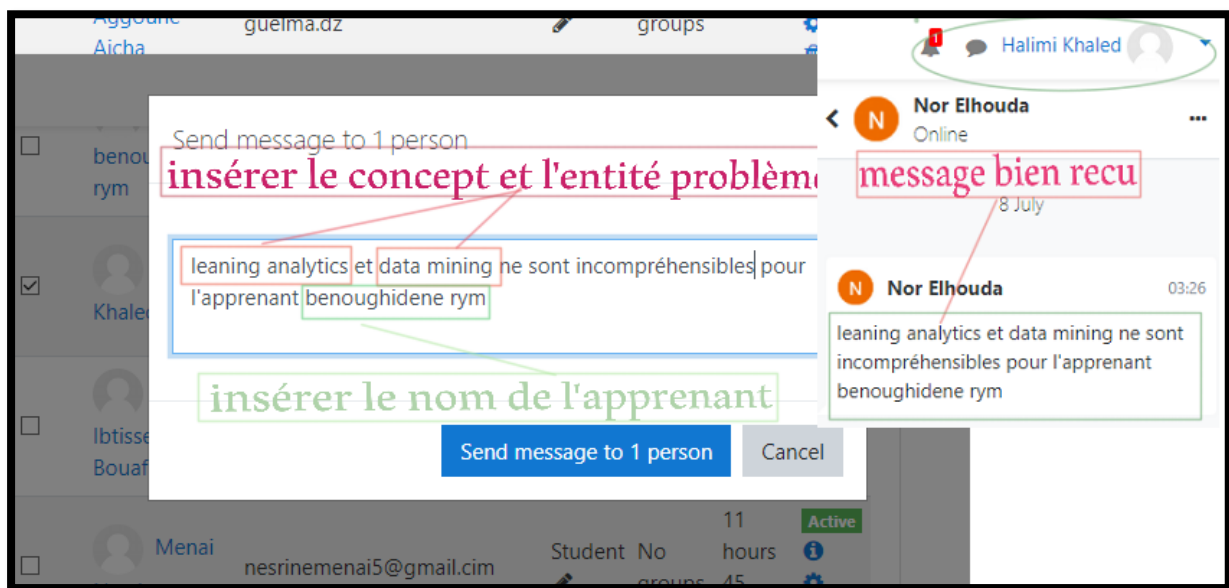 Aggoune
Aicha
guelma.dz
groups
1
Halimi Khaled
benou
rym
Khaled
Ibtisse
Bouaf
Send message to 1 person
insérer le concept et l'entité problème
leaning analytics et data mining ne sont incompréhensibles pour
l'apprenant benoughidene rym
insérer le nom de l'apprenant
Send message to 1 person
Cancel
N
Nor Elhouda
Online
message bien recu
8 July
N
Nor Elhouda
03:26
leaning analytics et data mining ne sont
incompréhensibles pour l'apprenant
benoughidene rym
Menai
nesrinemenai5@gmail.cim
Student
No
groups
11
hours
45
Active